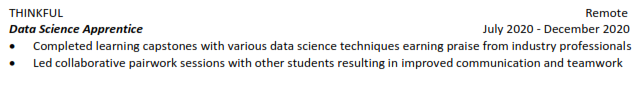 THINKFUL Remote
Data Science Apprentice July 2020 - December 2020
• Completed learning capstones with various data science techniques earning praise from industry professionals
• Led collaborative pairwork sessions with other students resulting in improved communication and teamwork